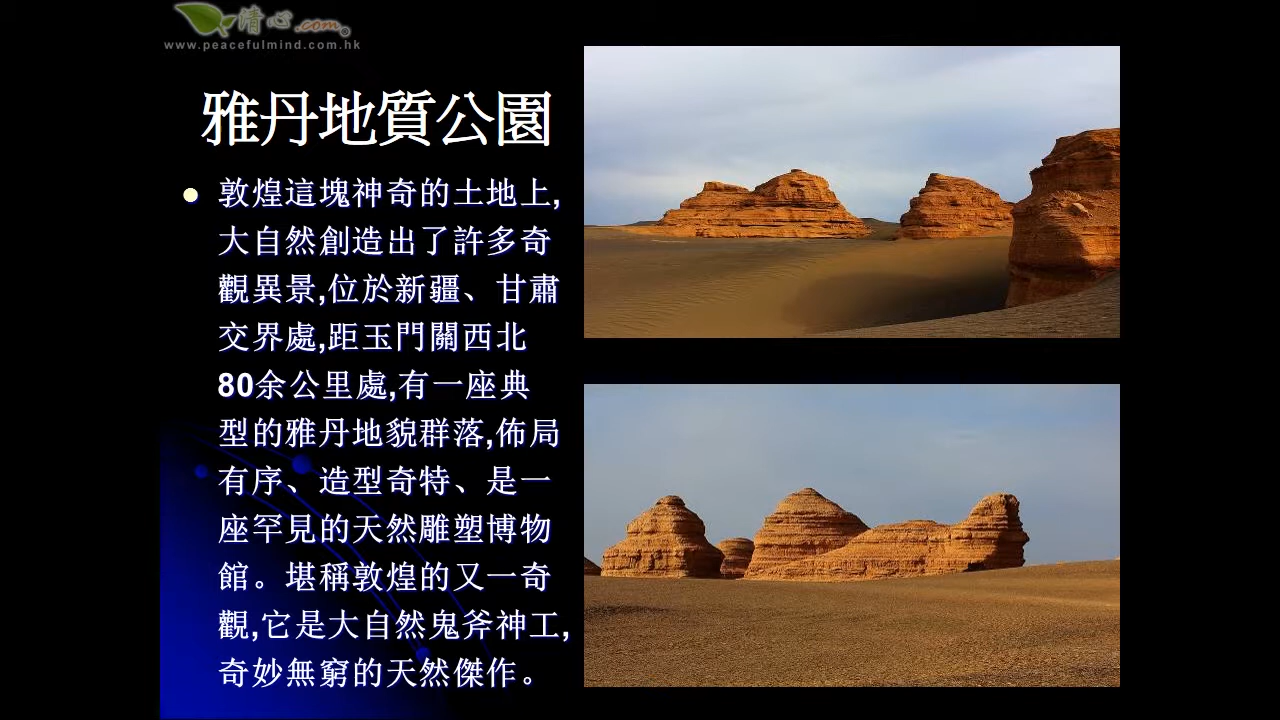 清心.com
www.peacefulmind.com.hk
雅丹地質公園
敦煌這塊神奇的土地上,
大自然創造出了許多奇
觀異景,位於新疆、甘肅
交界處,距玉門關西北
80余公里處,有一座典
型的雅丹地貌群落,佈局
有序、造型奇特、是一
座罕見的天然雕塑博物
館。堪稱敦煌的又一奇
觀,它是大自然鬼斧神工,
奇妙無窮的天然傑作。